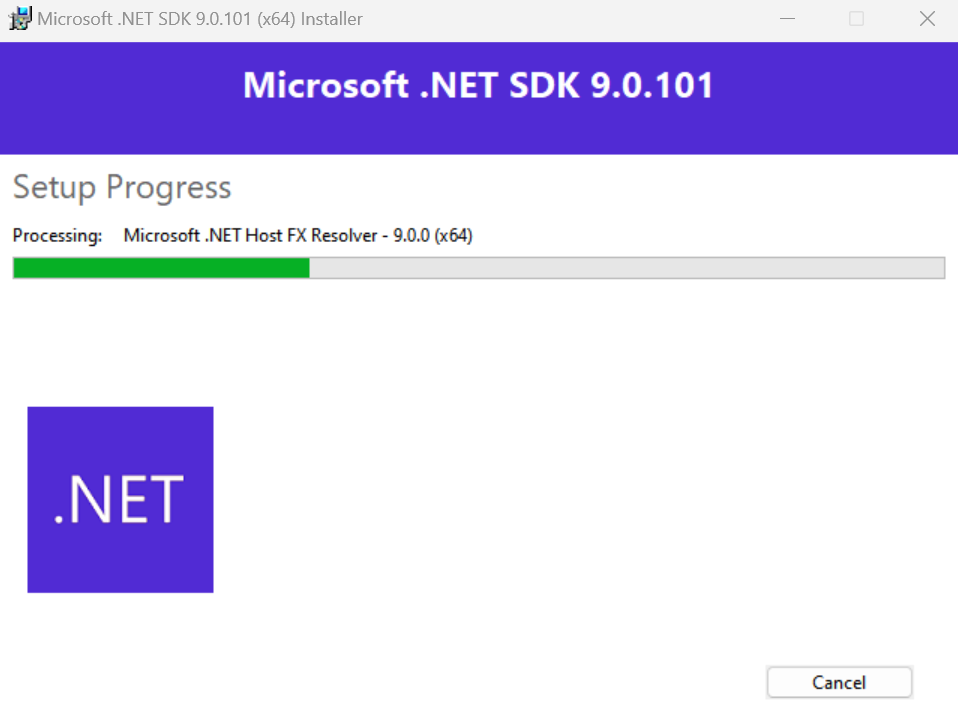 Microsoft .NET SDK 9.0.101 (x64) Installer
Microsoft .NET SDK 9.0.101
Setup Progress
Processing: Microsoft .NET Host FX Resolver - 9.0.0 (x64)
.NET
Cancel